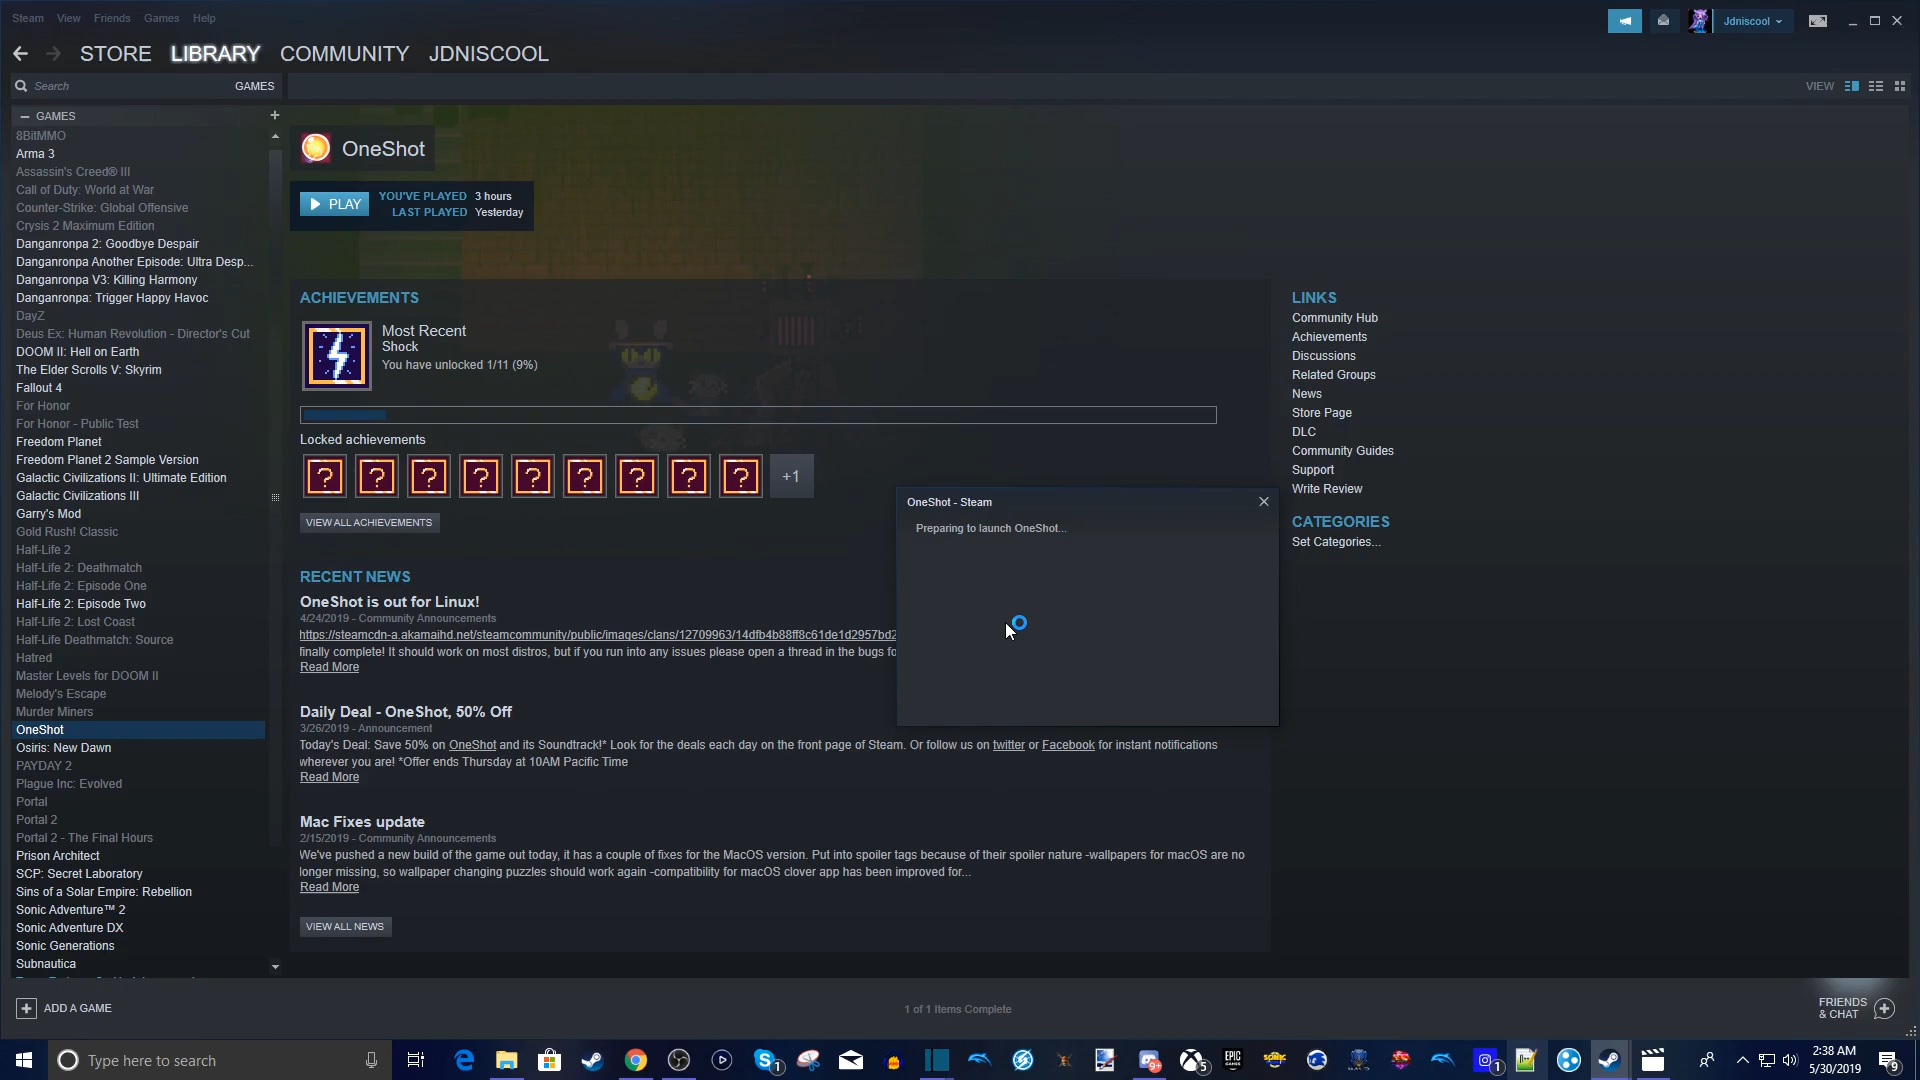 Steam View Friends Games Help
Jdniscool
STORE LIBRARY COMMUNITY JDNISCOOL
Search GAMES
VIEW
GAMES
8BitMMO
Arma 3
Assassin's Creed® III
Call of Duty: World at War
Counter-Strike: Global Offensive
Crysis 2 Maximum Edition
Danganronpa 2: Goodbye Despair
Danganronpa Another Episode: Ultra Desp...
Danganronpa V3: Killing Harmony
Danganronpa: Trigger Happy Havoc
DayZ
Deus Ex: Human Revolution - Director's Cut
DOOM II: Hell on Earth
The Elder Scrolls V: Skyrim
Fallout 4
For Honor
For Honor - Public Test
Freedom Planet
Freedom Planet 2 Sample Version
Galactic Civilizations II: Ultimate Edition
Galactic Civilizations III
Garry's Mod
Gold Rush! Classic
Half-Life 2
Half-Life 2: Deathmatch
Half-Life 2: Episode One
Half-Life 2: Episode Two
Half-Life 2: Lost Coast
Half-Life Deathmatch: Source
Hatred
Master Levels for DOOM II
Melody's Escape
Murder Miners
OneShot
Osiris: New Dawn
PAYDAY 2
Plague Inc: Evolved
Portal
Portal 2
Portal 2 - The Final Hours
Prison Architect
SCP: Secret Laboratory
Sins of a Solar Empire: Rebellion
Sonic Adventure™ 2
Sonic Adventure DX
Sonic Generations
Subnautica
OneShot
PLAY
YOU'VE PLAYED 3 hours
LAST PLAYED Yesterday
ACHIEVEMENTS
Most Recent
Shock
You have unlocked 1/11 (9%)
Locked achievements
? ? ? ? ? ? ? ? ? +1
VIEW ALL ACHIEVEMENTS
RECENT NEWS
OneShot is out for Linux!
4/24/2019 - Community Announcements
https://steamcdn-a.akamaihd.net/steamcommunity/public/images/clans/12709963/14dfb4b88ff8c61de1d2957bd2
finally complete! It should work on most distros, but if you run into any issues please open a thread in the bugs fo
Read More
Daily Deal - OneShot, 50% Off
3/26/2019 - Announcement
Today's Deal: Save 50% on OneShot and its Soundtrack!* Look for the deals each day on the front page of Steam. Or follow us on twitter or Facebook for instant notifications
wherever you are! *Offer ends Thursday at 10AM Pacific Time
Read More
Mac Fixes update
2/15/2019 - Community Announcements
We've pushed a new build of the game out today, it has a couple of fixes for the MacOS version. Put into spoiler tags because of their spoiler nature -wallpapers for macOS are no
longer missing, so wallpaper changing puzzles should work again -compatibility for macOS clover app has been improved for...
Read More
VIEW ALL NEWS
OneShot - Steam
Preparing to launch OneShot...
LINKS
Community Hub
Achievements
Discussions
Related Groups
News
Store Page
DLC
Community Guides
Support
Write Review
CATEGORIES
Set Categories...
ADD A GAME
1 of 1 Items Complete
FRIENDS
& CHAT
Type here to search
1
9+
5
EPIC
GAMES
SONIC
1
2:38 AM
5/30/2019
9